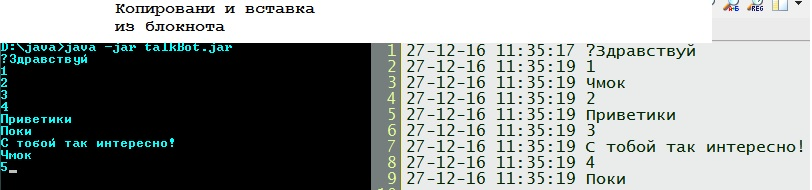 Копировани и вставка
из блокнота
D:\java>java -jar talkBot.jar
?Здравствуй
1
2
3
4
Приветики
Поки
С тобой так интересно!
Чмок
5_
1 27-12-16 11:35:17 ?Здравствуй
2 27-12-16 11:35:19 1
3 27-12-16 11:35:19 Чмок
4 27-12-16 11:35:19 2
5 27-12-16 11:35:19 Приветики
6 27-12-16 11:35:19 3
7 27-12-16 11:35:19 С тобой так интересно!
8 27-12-16 11:35:19 4
9 27-12-16 11:35:19 Поки